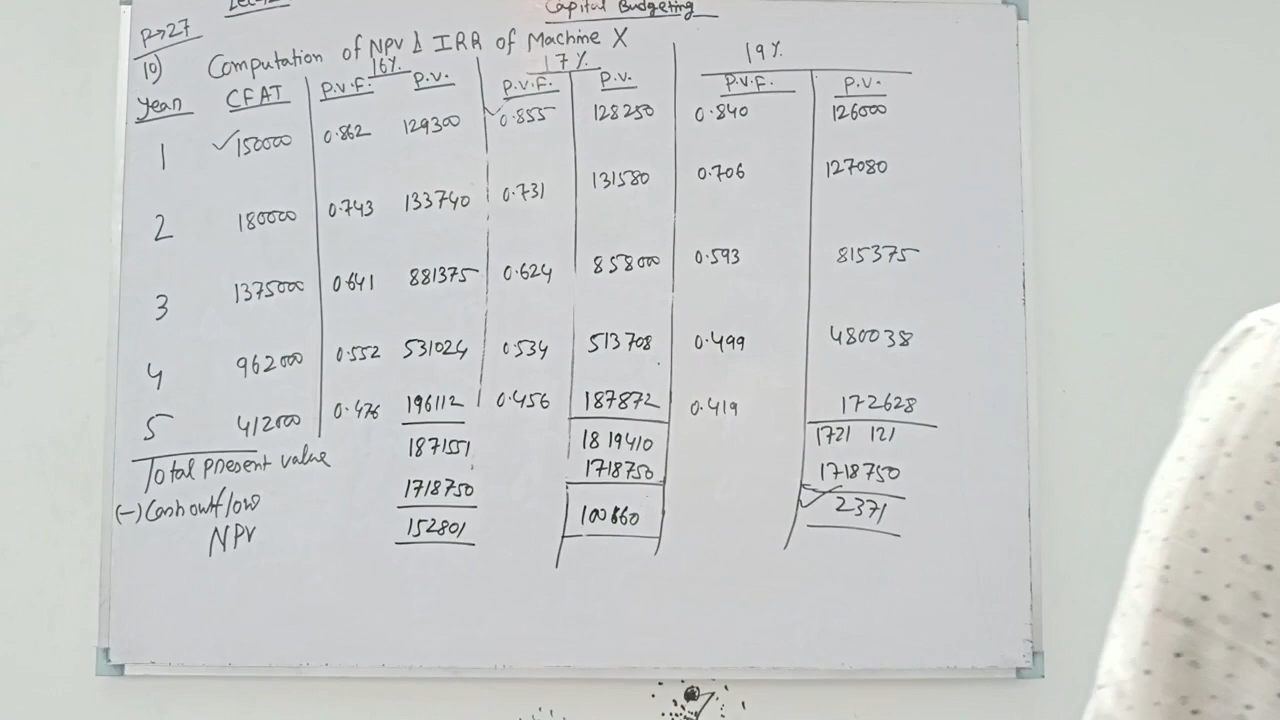 Capital Budgeting
P→27
10) Computation of NPV & IRR of Machine X
16% 17% 19%
Year CFAT P.V.F. P.V. P.V.F. P.V. P.V.F. P.V.
1 150000 0.862 129300 0.855 128250 0.840 126000
2 180000 0.743 133740 0.731 131580 0.706 127080
3 1375000 0.641 881375 0.624 858000 0.593 815375
4 962000 0.552 531024 0.534 513708 0.499 480038
5 412000 0.476 196112 0.456 187872 0.419 172628
Total present value 1871551 1819410 1721 121
(-) Cash outflow 1718750 1718750 1718750
NPV 152801 100660 2371